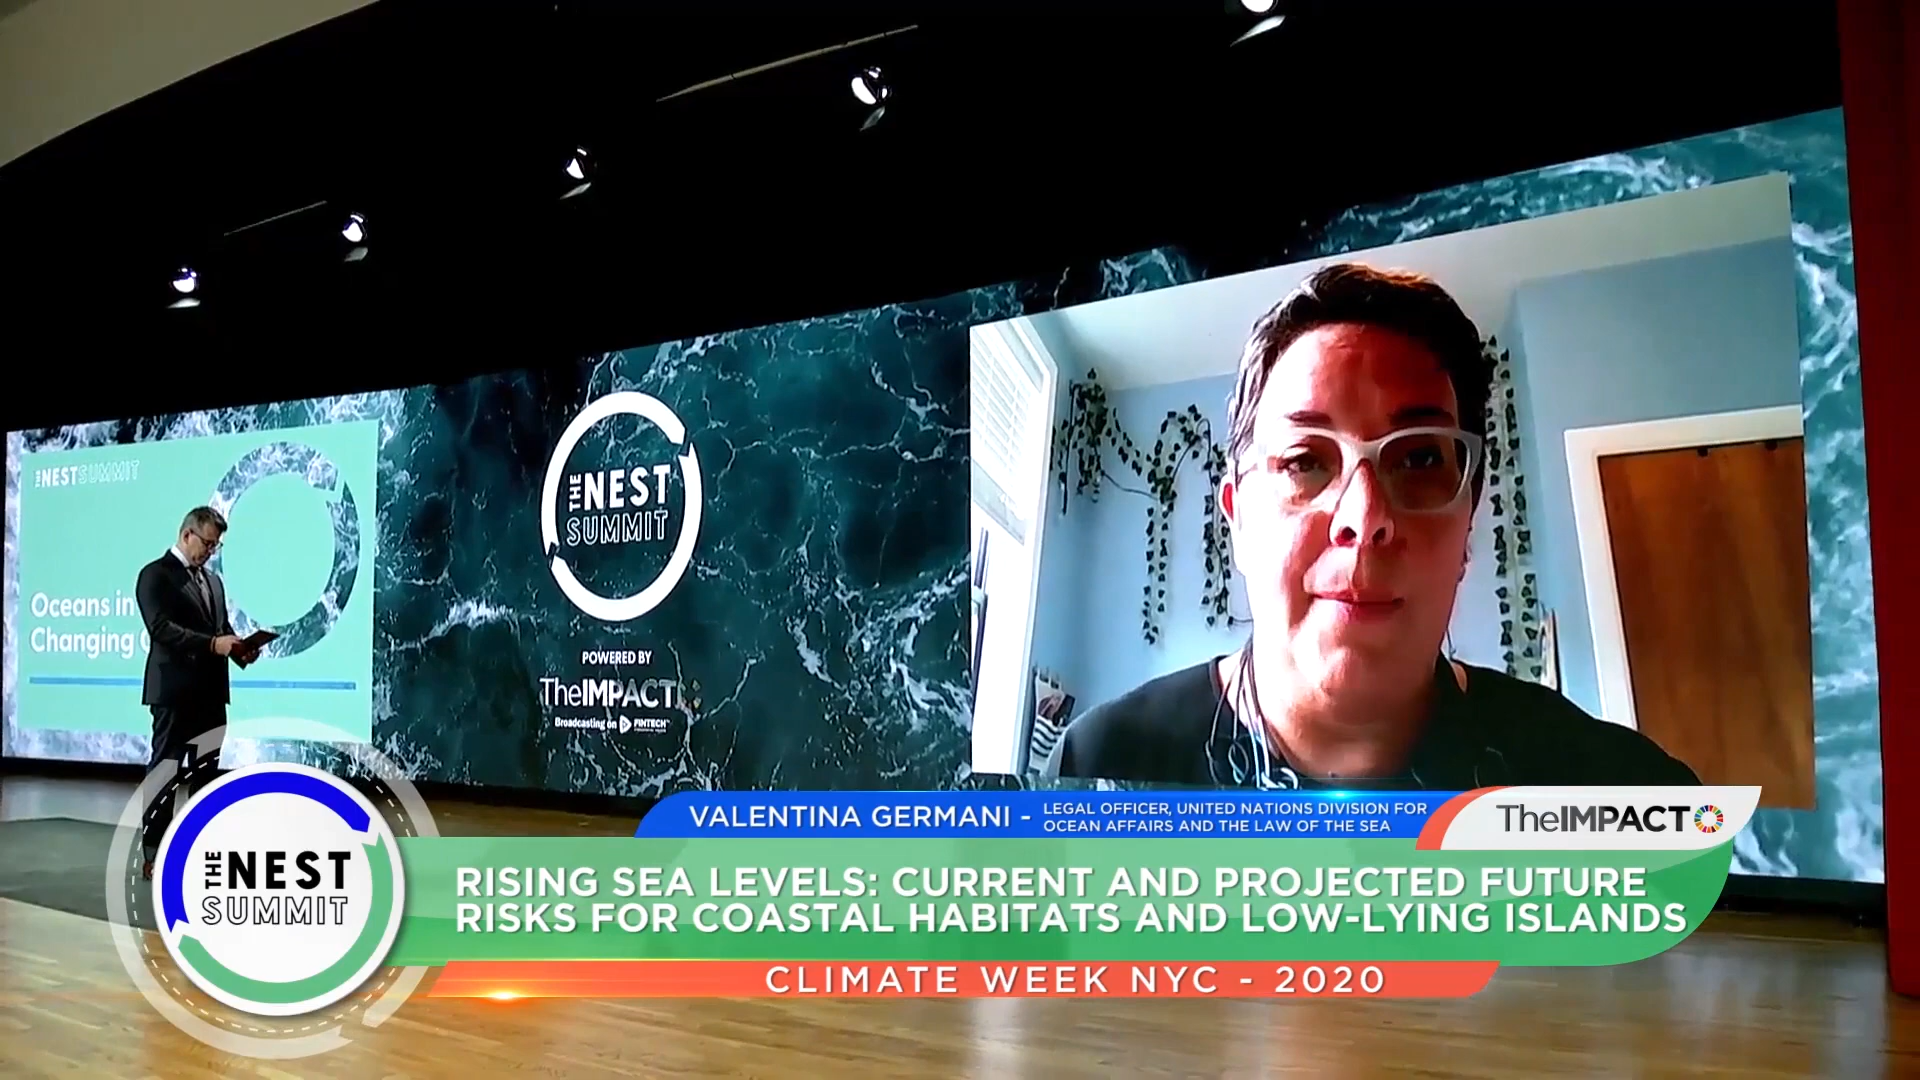 THE NEST SUMMIT
Oceans in
Changing
THE
NEST
SUMMIT
POWERED BY
TheIMPACT
Broadcasting on FINTECH
VALENTINA GERMANI - LEGAL OFFICER, UNITED NATIONS DIVISION FOR
OCEAN AFFAIRS AND THE LAW OF THE SEA
TheIMPACT
THE
NEST
SUMMIT
RISING SEA LEVELS: CURRENT AND PROJECTED FUTURE
RISKS FOR COASTAL HABITATS AND LOW-LYING ISLANDS
CLIMATE WEEK NYC - 2020